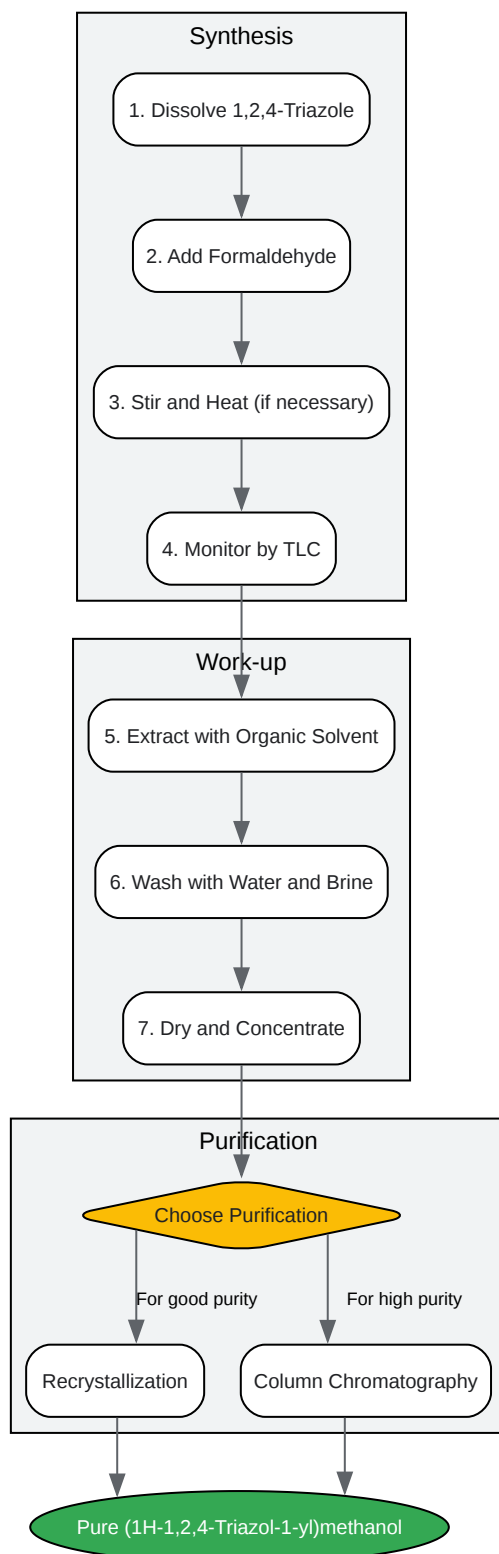 Synthesis
1. Dissolve 1,2,4-Triazole
2. Add Formaldehyde
3. Stir and Heat (if necessary)
4. Monitor by TLC
Work-up
5. Extract with Organic Solvent
6. Wash with Water and Brine
7. Dry and Concentrate
Purification
Choose Purification
For good purity
For high purity
Recrystallization
Column Chromatography
Pure (1H-1,2,4-Triazol-1-yl)methanol